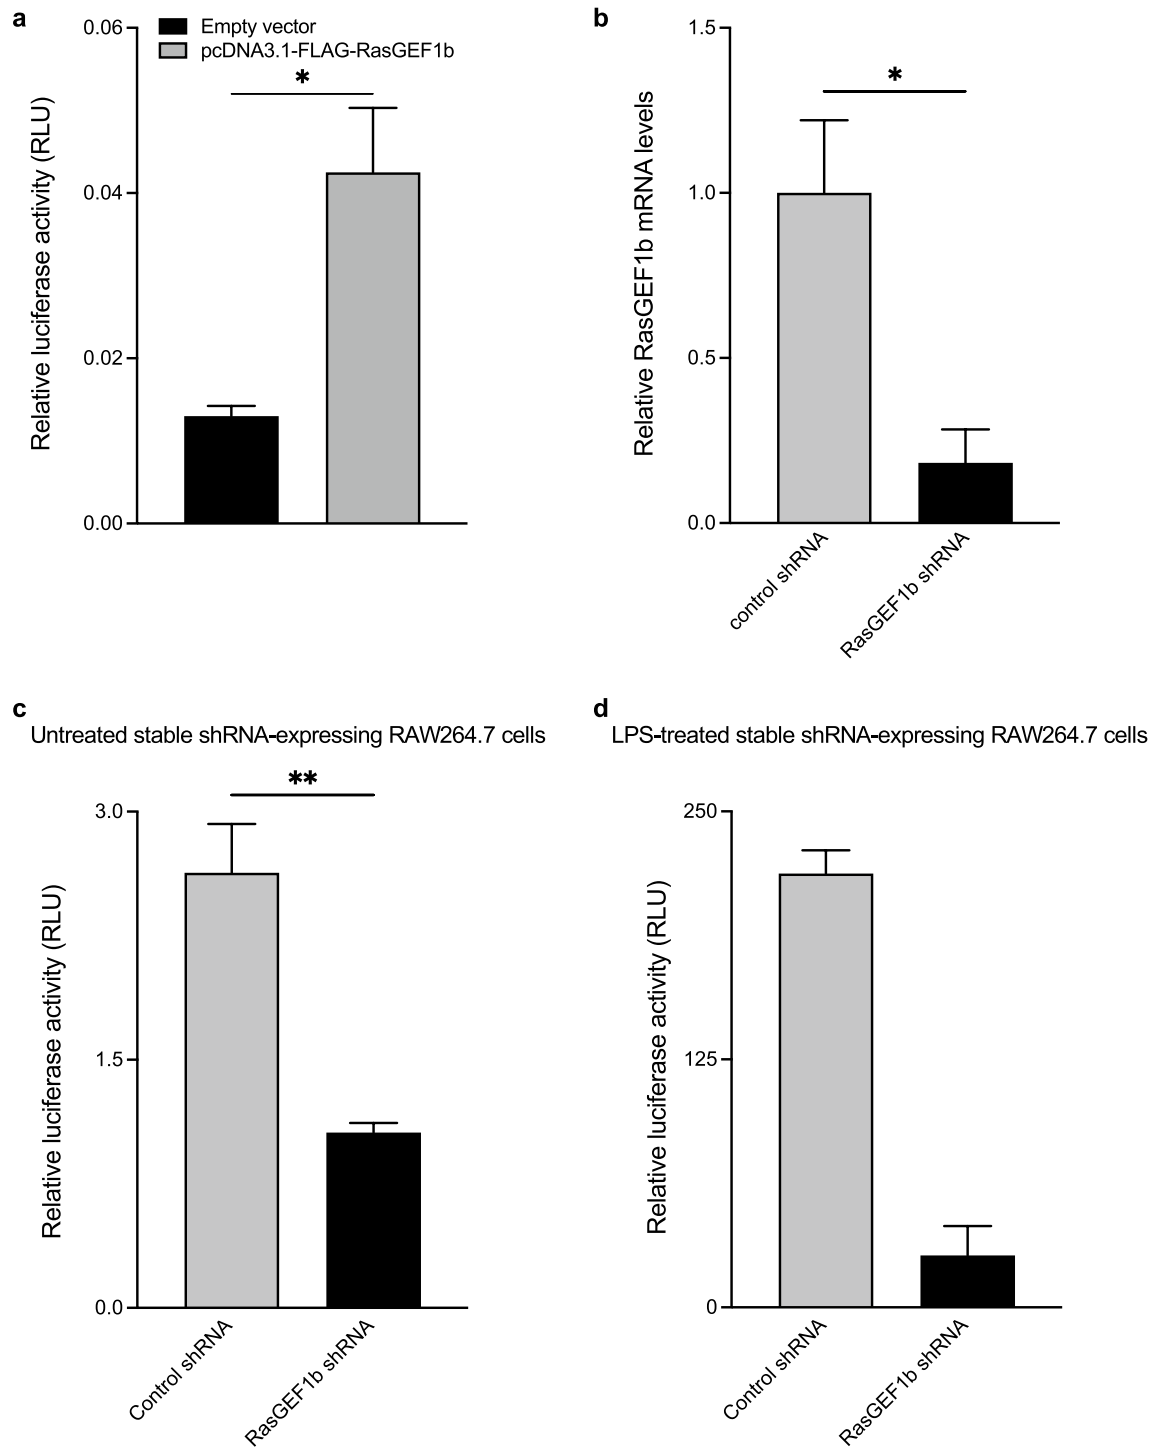 a
Empty vector
pcDNA3.1-FLAG-RasGEF1b
*
Relative luciferase activity (RLU)
0.06
0.04
0.02
0.00
b
*
Relative RasGEF1b mRNA levels
1.5
1.0
0.5
0.0
control shRNA
RasGEF1b shRNA
c
Untreated stable shRNA-expressing RAW264.7 cells
**
Relative luciferase activity (RLU)
3.0
1.5
0.0
Control shRNA
RasGEF1b shRNA
d
LPS-treated stable shRNA-expressing RAW264.7 cells
Relative luciferase activity (RLU)
250
125
0
Control shRNA
RasGEF1b shRNA